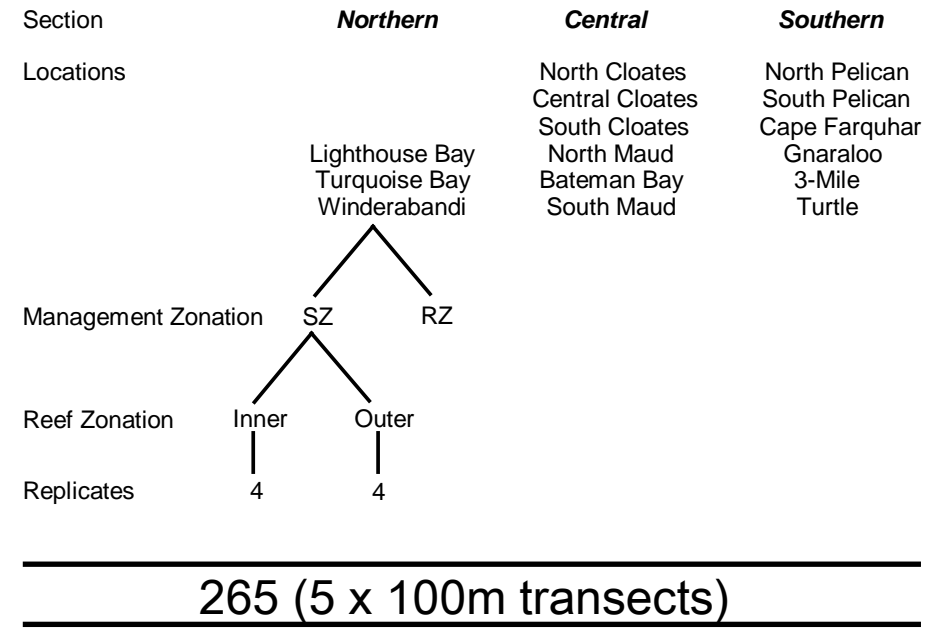 Section Northern Central Southern
Locations North Cloates North Pelican
Central Cloates South Pelican
South Cloates Cape Farquhar
Lighthouse Bay North Maud Gnaraloo
Turquoise Bay Bateman Bay 3-Mile
Winderabandi South Maud Turtle
Management Zonation SZ RZ
Reef Zonation Inner Outer
Replicates 4 4
265 (5 x 100m transects)